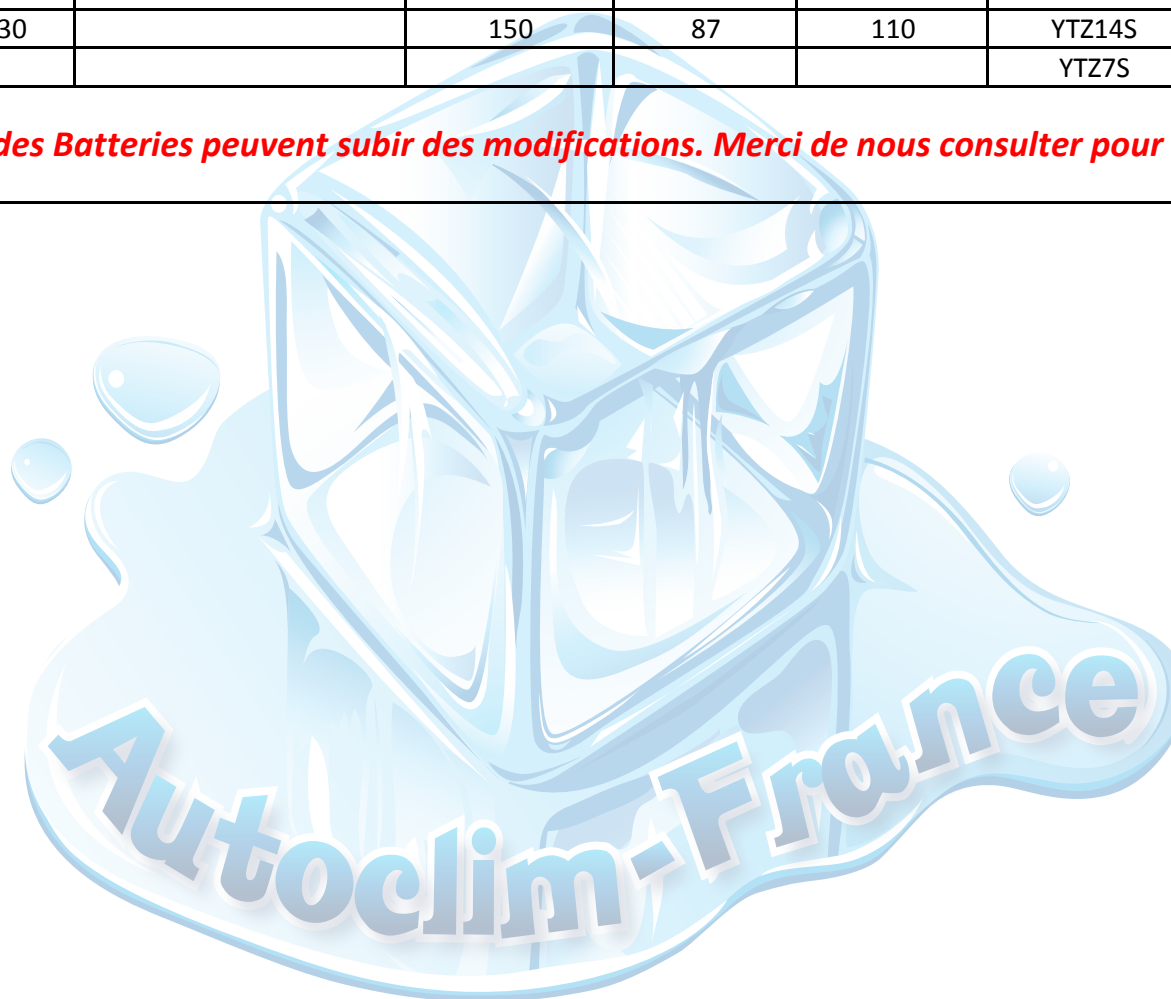 30 150 87 110 YTZ14S
YTZ7S
des Batteries peuvent subir des modifications. Merci de nous consulter pour
Autoclim-France